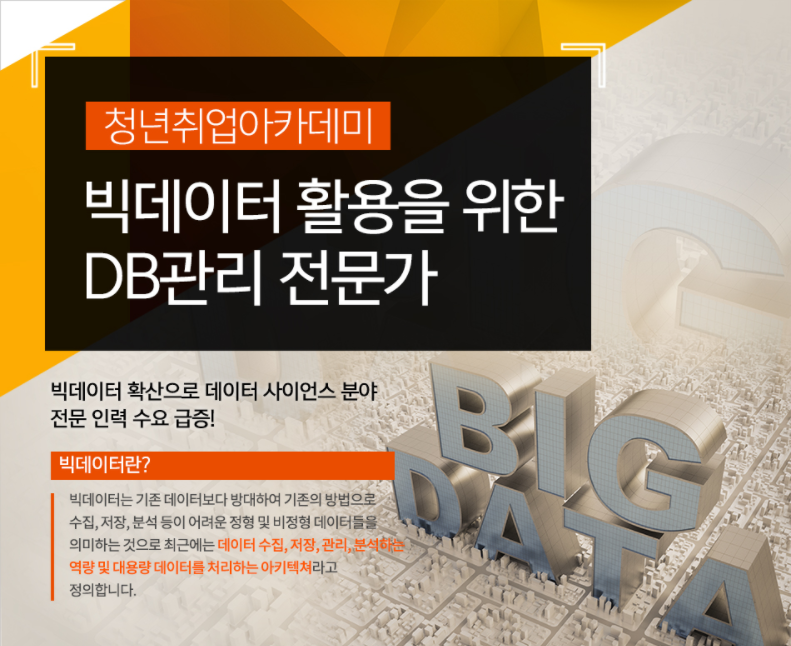 청년취업아카데미
빅데이터 활용을 위한
DB관리 전문가
빅데이터 확산으로 데이터 사이언스 분야
전문 인력 수요 급증!
빅데이터란?
빅데이터는 기존 데이터보다 방대하여 기존의 방법으로
수집, 저장, 분석 등이 어려운 정형 및 비정형 데이터들을
의미하는 것으로 최근에는 데이터 수집, 저장, 관리, 분석하는
역량 및 대용량 데이터를 처리하는 아키텍쳐라고
정의합니다.
BIG
DATA